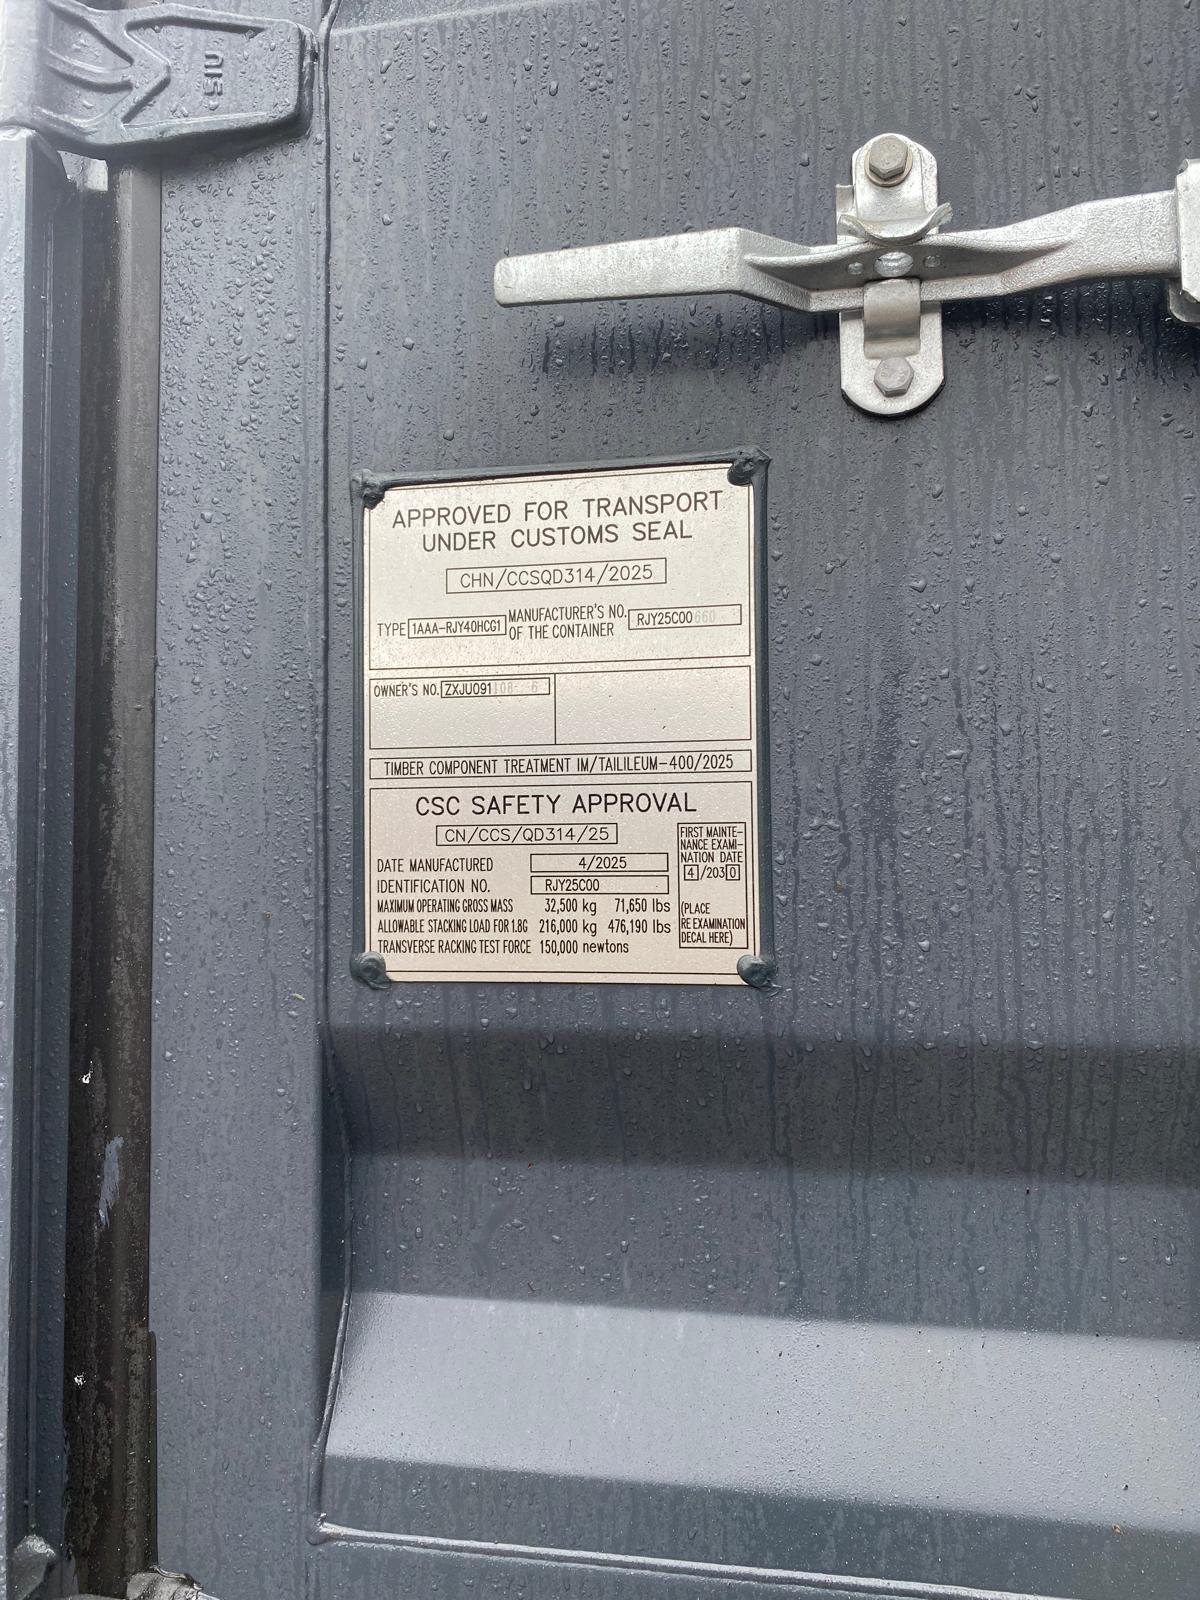 APPROVED FOR TRANSPORT
UNDER CUSTOMS SEAL
CHN/CCSQD314/2025
TYPE 1AAA-RJY40HCG1 MANUFACTURER'S NO. OF THE CONTAINER RJY25C00660
OWNER'S NO. ZXJU091
TIMBER COMPONENT TREATMENT IM/TAILILEUM-400/2025
CSC SAFETY APPROVAL
CN/CCS/QD314/25
DATE MANUFACTURED 4/2025
IDENTIFICATION NO. RJY25C00
MAXIMUM OPERATING GROSS MASS 32,500 kg 71,650 lbs
ALLOWABLE STACKING LOAD FOR 1.8G 216,000 kg 476,190 lbs
TRANSVERSE RACKING TEST FORCE 150,000 newtons
FIRST MAINTE-
NANCE EXAMI-
NATION DATE
4/2030
(PLACE
RE EXAMINATION
DECAL HERE)